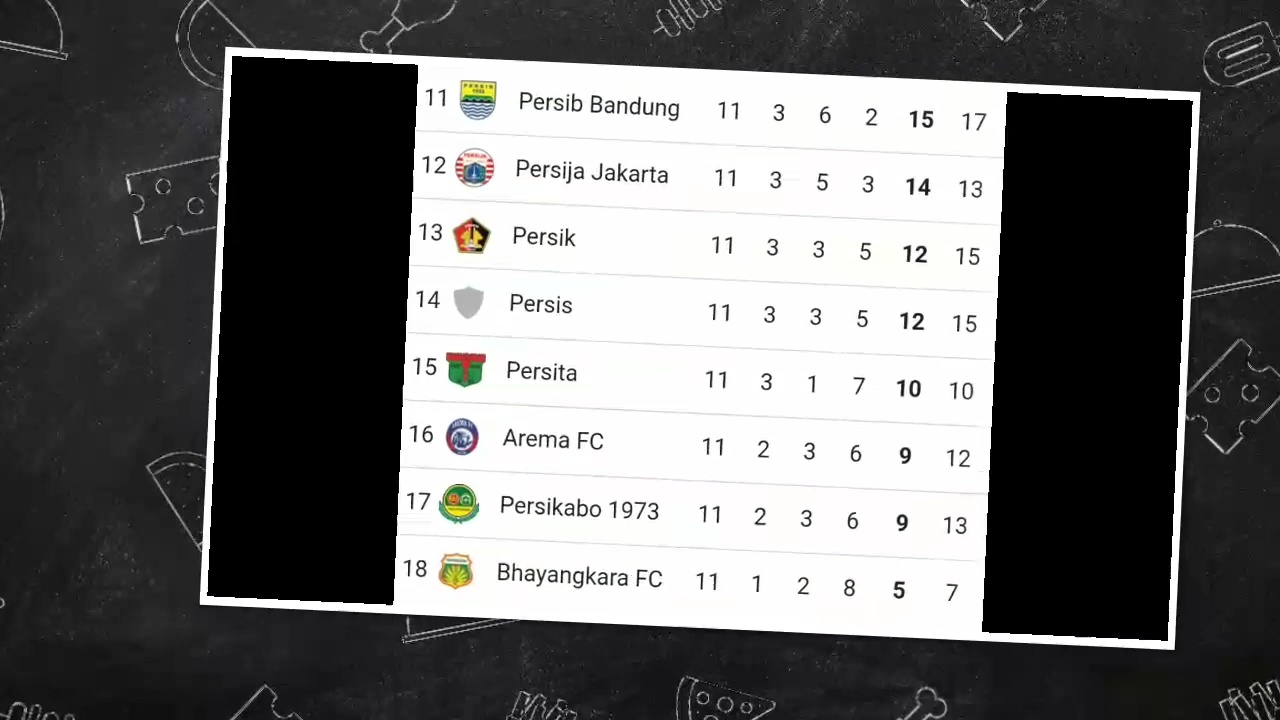 11 Persib Bandung 11 3 6 2 15 17
12 Persija Jakarta 11 3 5 3 14 13
13 Persik 11 3 3 5 12 15
14 Persis 11 3 3 5 12 15
15 Persita 11 3 1 7 10 10
16 Arema FC 11 2 3 6 9 12
17 Persikabo 1973 11 2 3 6 9 13
18 Bhayangkara FC 11 1 2 8 5 7